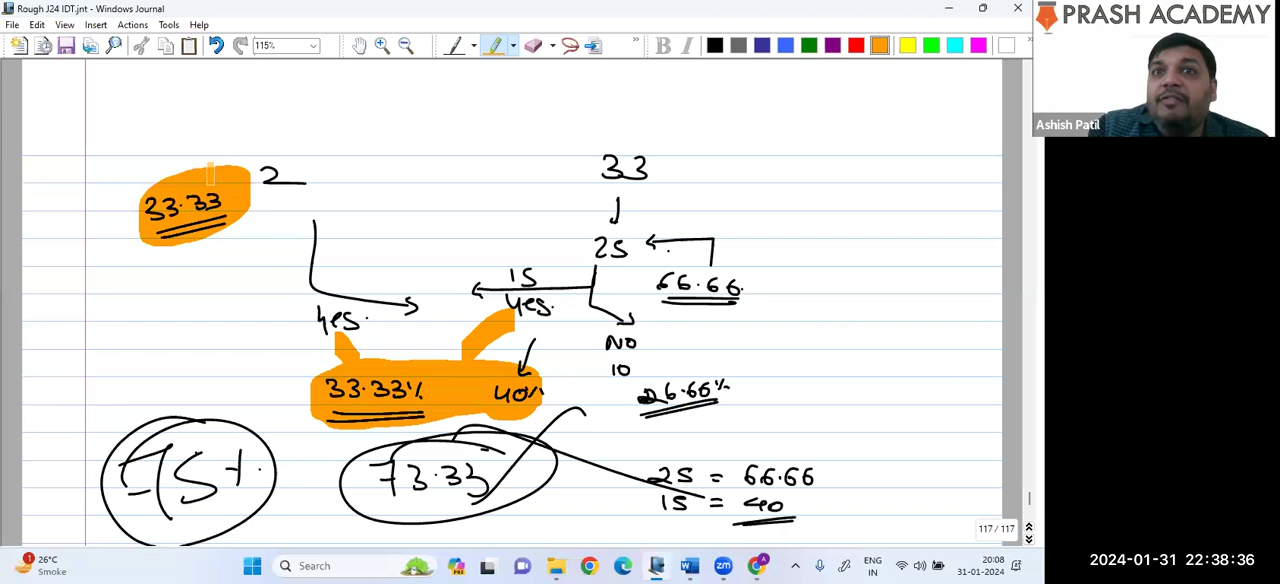 Rough J24 IDT.jnt - Windows Journal
PRASH ACADEMY
File Edit View Insert Actions Tools Help
115%
B I
Ashish Patil
2
33
33.33
25
66.66
15
Yes.
Yes.
NO
10
33.33%
40%
26.66%
75%.
73.33
25 = 66.66
15 = 40
117 / 117
26°C
Smoke
Search
ENG
IN
20:08
31-01-2024
2024-01-31 22:38:36